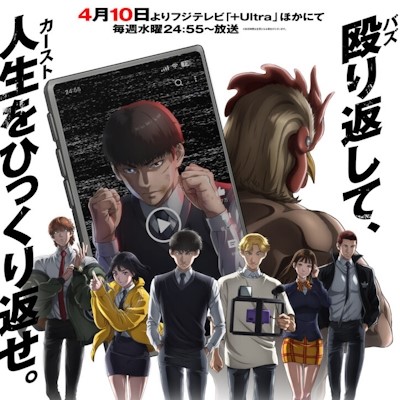 4月10日よりフジテレビ「+Ultra」ほかにて
毎週水曜24:55〜放送
バズ
殴り返して、
カースト
人生をひっくり返せ。
24:55